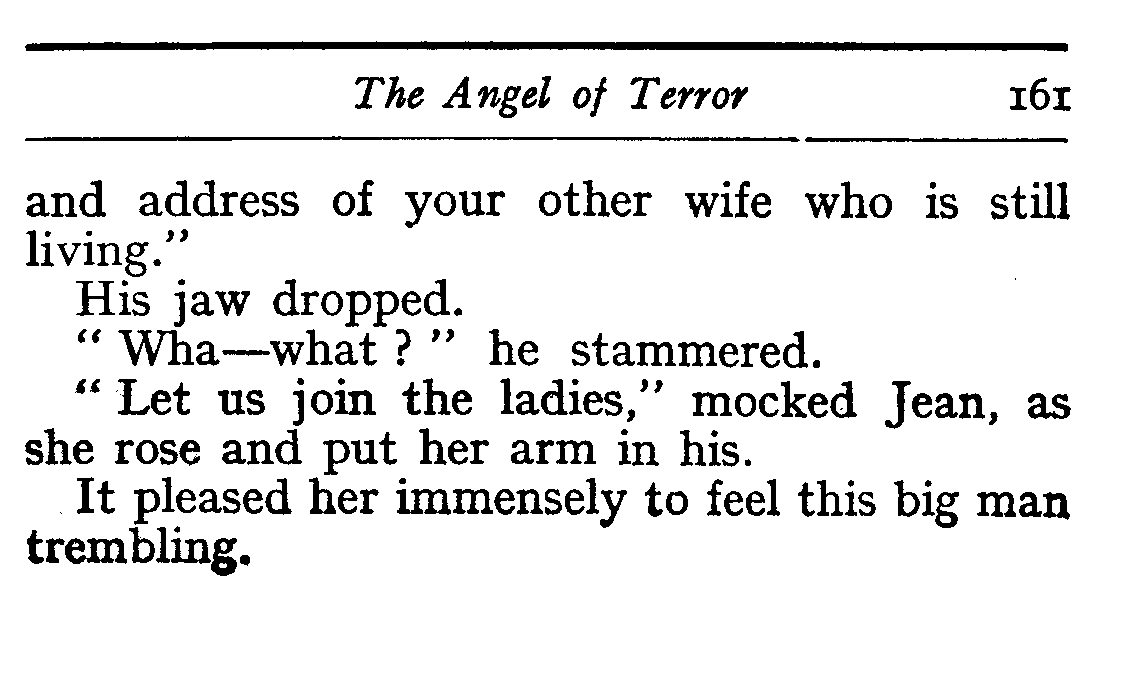 The Angel of Terror 161
and address of your other wife who is still
living.”
His jaw dropped.
“ Wha—what ? ” he stammered.
“ Let us join the ladies,” mocked Jean, as
she rose and put her arm in his.
It pleased her immensely to feel this big man
trembling.